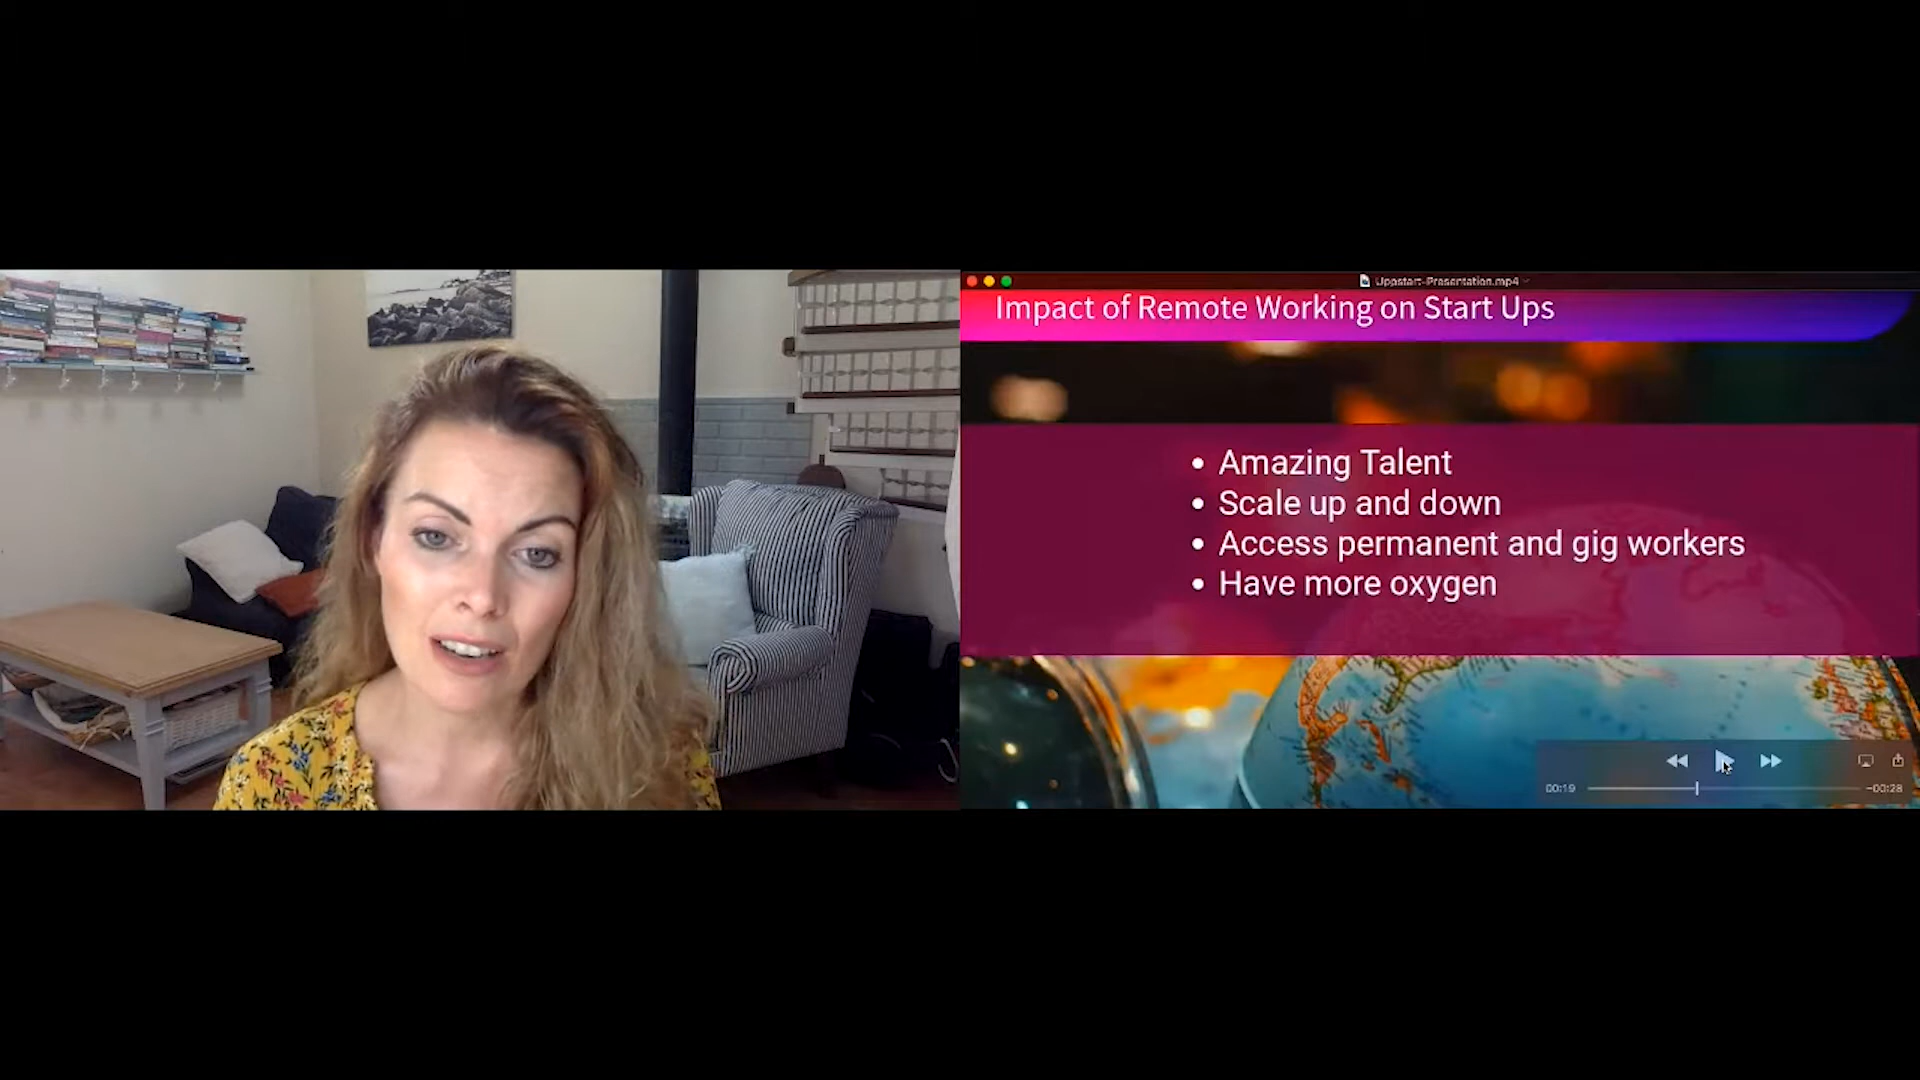 Uppstart-Presentation.mp4
Impact of Remote Working on Start Ups
• Amazing Talent
• Scale up and down
• Access permanent and gig workers
• Have more oxygen
00:19
-00:28